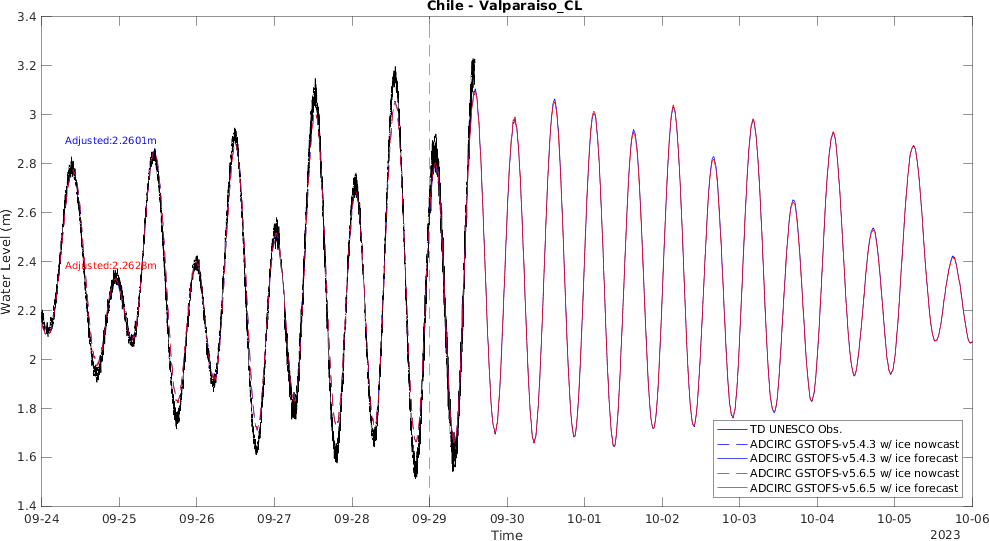 Chile - Valparaiso_CL
3.4
3.2
3
2.8
2.6
2.4
2.2
2
1.8
1.6
1.4
Water Level (m)
Adjusted:2.2601m
Adjusted:2.2628m
TD UNESCO Obs.
ADCIRC GSTOFS-v5.4.3 w/ ice nowcast
ADCIRC GSTOFS-v5.4.3 w/ ice forecast
ADCIRC GSTOFS-v5.6.5 w/ ice nowcast
ADCIRC GSTOFS-v5.6.5 w/ ice forecast
09-24 09-25 09-26 09-27 09-28 09-29 09-30 10-01 10-02 10-03 10-04 10-05 10-06
Time
2023